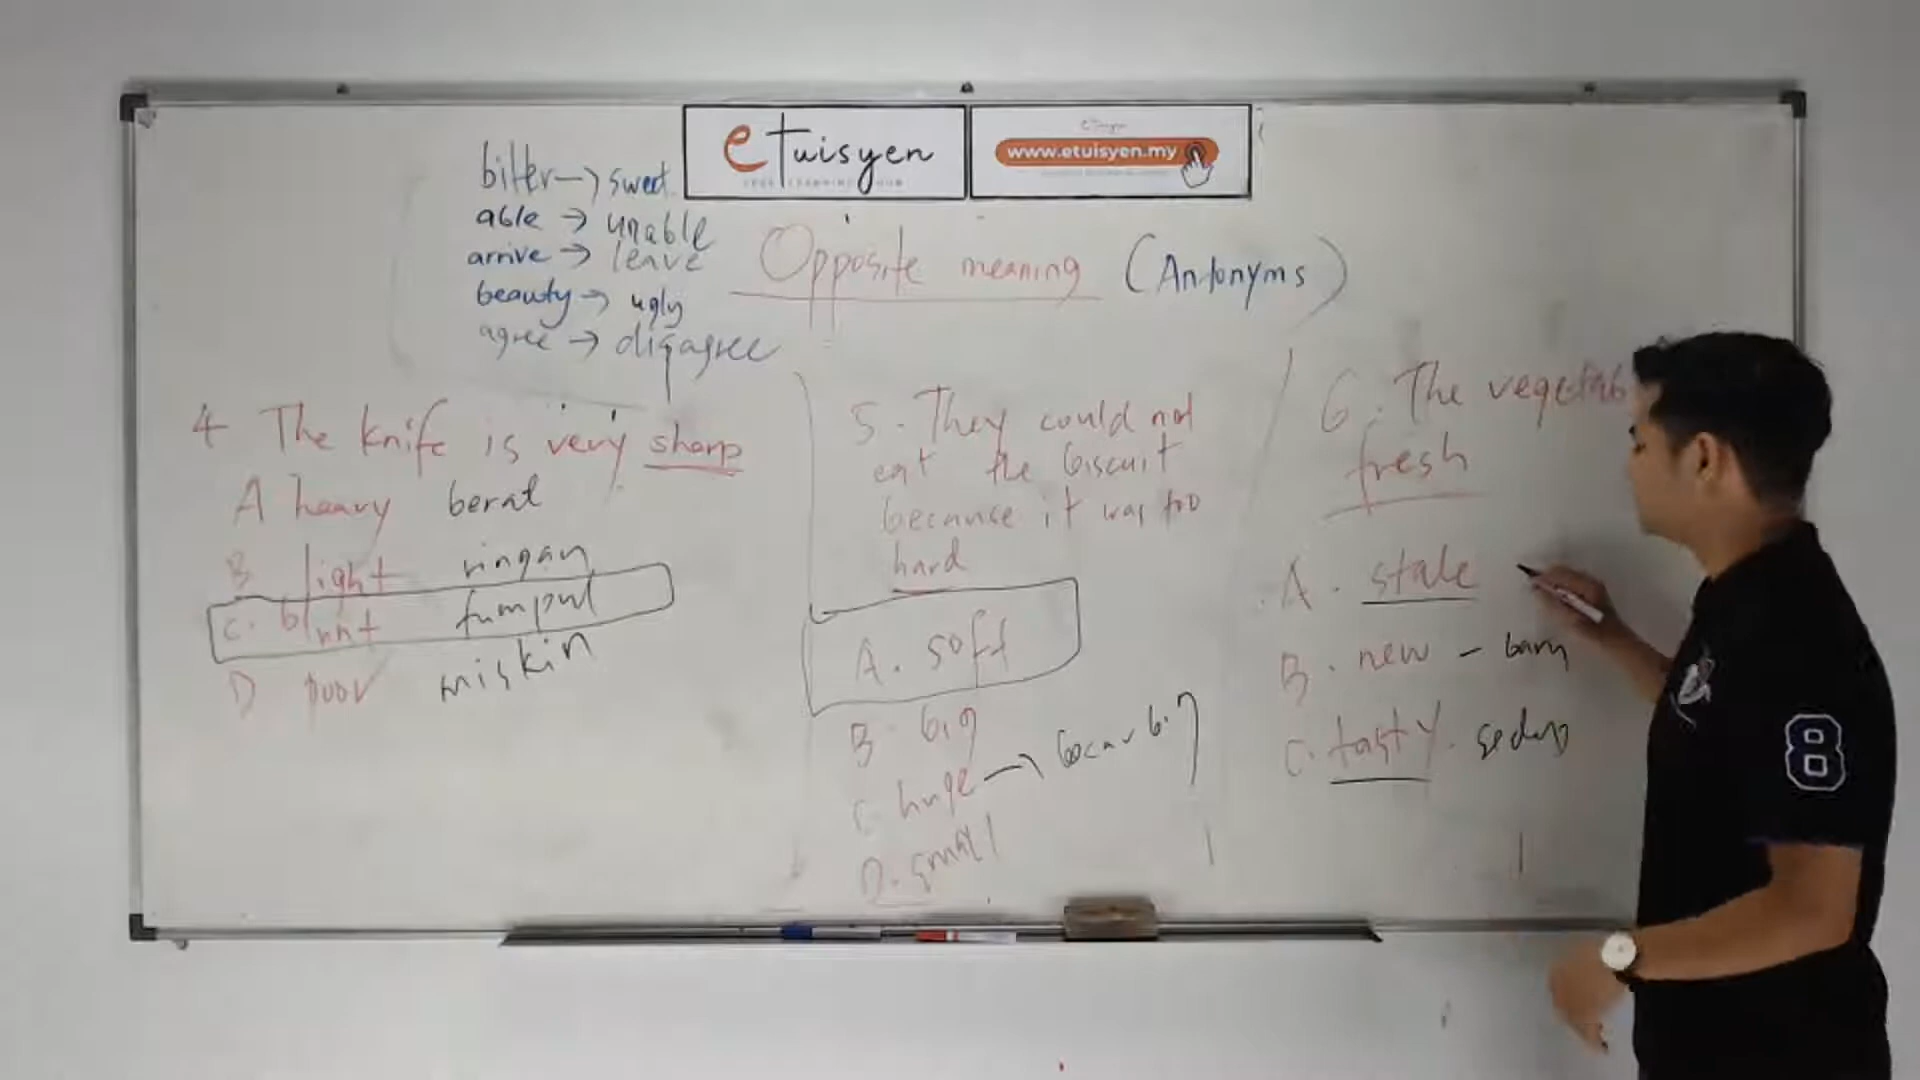 eTuisyen
www.etuisyen.my
bitter → sweet
able → unable
arrive → leave
beauty → ugly
agree → disagree
Opposite meaning (Antonyms)
4 The knife is very sharp
A heavy berat
B light ringan
C. blunt tumpul
D poor miskin
5. They could not
eat the biscuit
because it was too
hard
A. soft
B. big
C. huge →
D. small
6. The
fresh
A. stale
B. new - baru
C. tasty. sedap
8